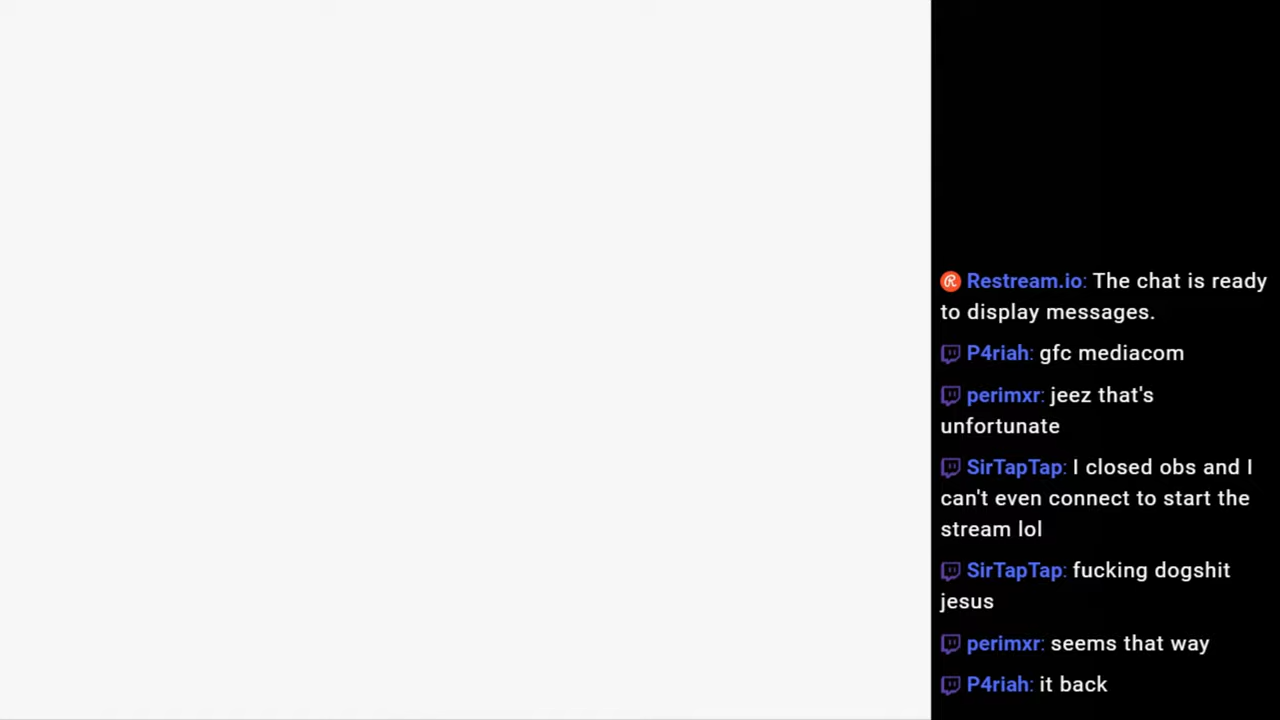 Restream.io: The chat is ready
to display messages.
P4riah: gfc mediacom
perimxr: jeez that's
unfortunate
SirTapTap: I closed obs and I
can't even connect to start the
stream lol
SirTapTap: fucking dogshit
jesus
perimxr: seems that way
P4riah: it back